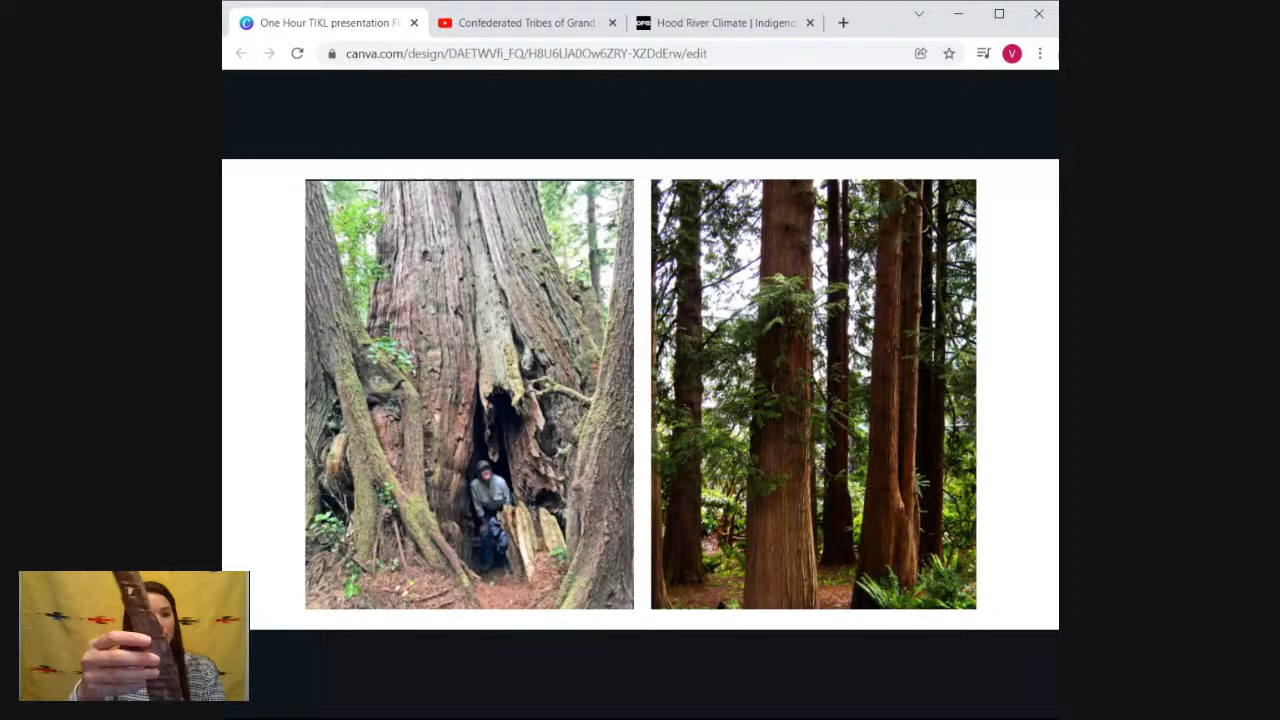 One Hour TIKL presentation FI
Confederated Tribes of Grand
OPB
Hood River Climate | Indigeno
canva.com/design/DAETWVfi_FQ/H8U6LlA0Ow6ZRY-XZDdErw/edit
V